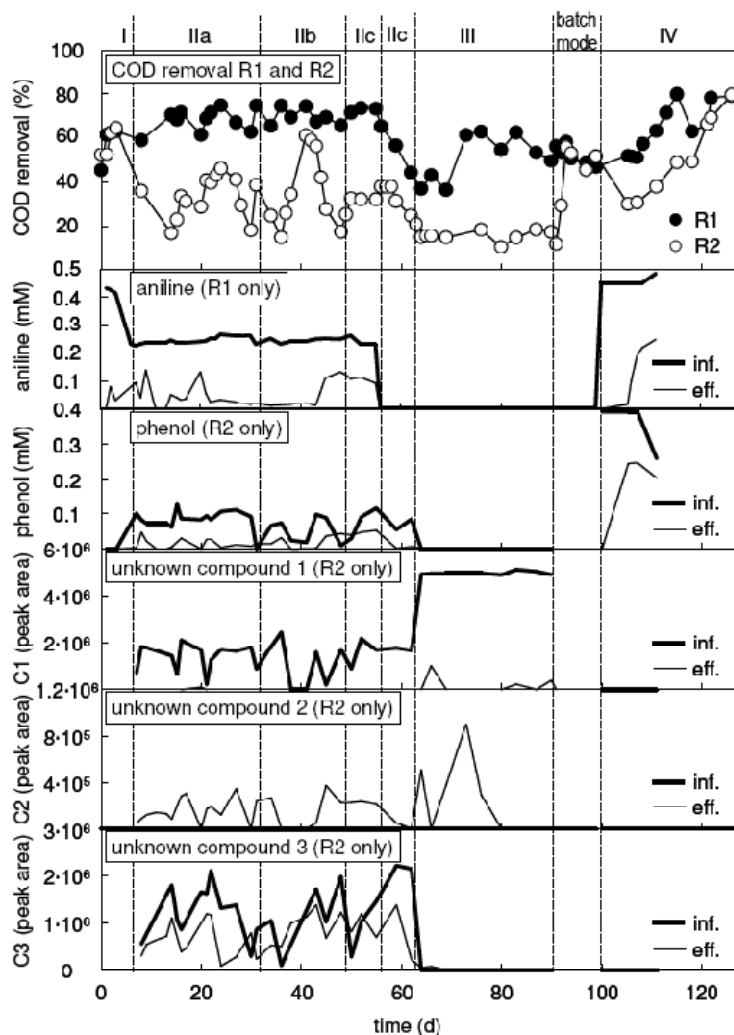 I IIa IIb IIc IIc III batch mode IV
100
COD removal R1 and R2
80
60
40
20
0.5
COD removal (%)
R1
R2
aniline (R1 only)
0.4
0.3
0.2
0.1
0.4
aniline (mM)
inf.
eff.
phenol (R2 only)
0.3
0.2
0.1
6·10⁶
phenol (mM)
inf.
eff.
unknown compound 1 (R2 only)
4·10⁶
2·10⁶
1.2·10⁶
C1 (peak area)
inf.
eff.
unknown compound 2 (R2 only)
8·10⁵
4·10⁵
3·10⁶
C2 (peak area)
inf.
eff.
unknown compound 3 (R2 only)
2·10⁶
1·10⁶
0
C3 (peak area)
inf.
eff.
0 20 40 60 80 100 120
time (d)